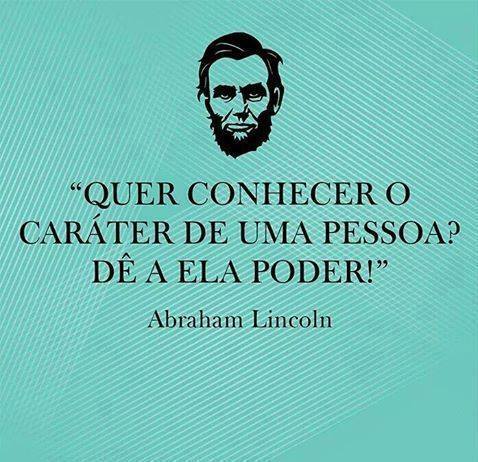 “QUER CONHECER O
CARÁTER DE UMA PESSOA?
DÊ A ELA PODER!”
Abraham Lincoln